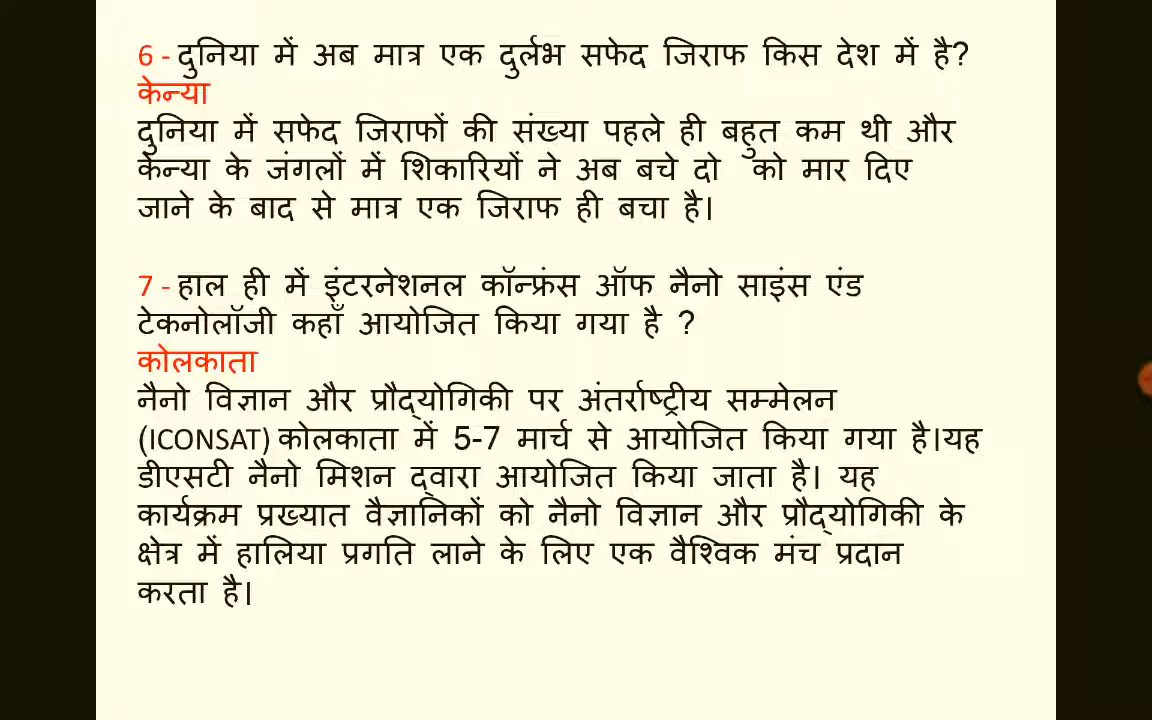 6 - दुनिया में अब मात्र एक दुर्लभ सफेद जिराफ किस देश में है?
केन्या
दुनिया में सफेद जिराफों की संख्या पहले ही बहुत कम थी और
केन्या के जंगलों में शिकारियों ने अब बचे दो को मार दिए
जाने के बाद से मात्र एक जिराफ ही बचा है।
7 - हाल ही में इंटरनेशनल कॉन्फ्रंस ऑफ नैनो साइंस एंड
टेकनोलॉजी कहाँ आयोजित किया गया है ?
कोलकाता
नैनो विज्ञान और प्रौद्योगिकी पर अंतर्राष्ट्रीय सम्मेलन
(ICONSAT) कोलकाता में 5-7 मार्च से आयोजित किया गया है।यह
डीएसटी नैनो मिशन द्वारा आयोजित किया जाता है। यह
कार्यक्रम प्रख्यात वैज्ञानिकों को नैनो विज्ञान और प्रौद्योगिकी के
क्षेत्र में हालिया प्रगति लाने के लिए एक वैश्विक मंच प्रदान
करता है।